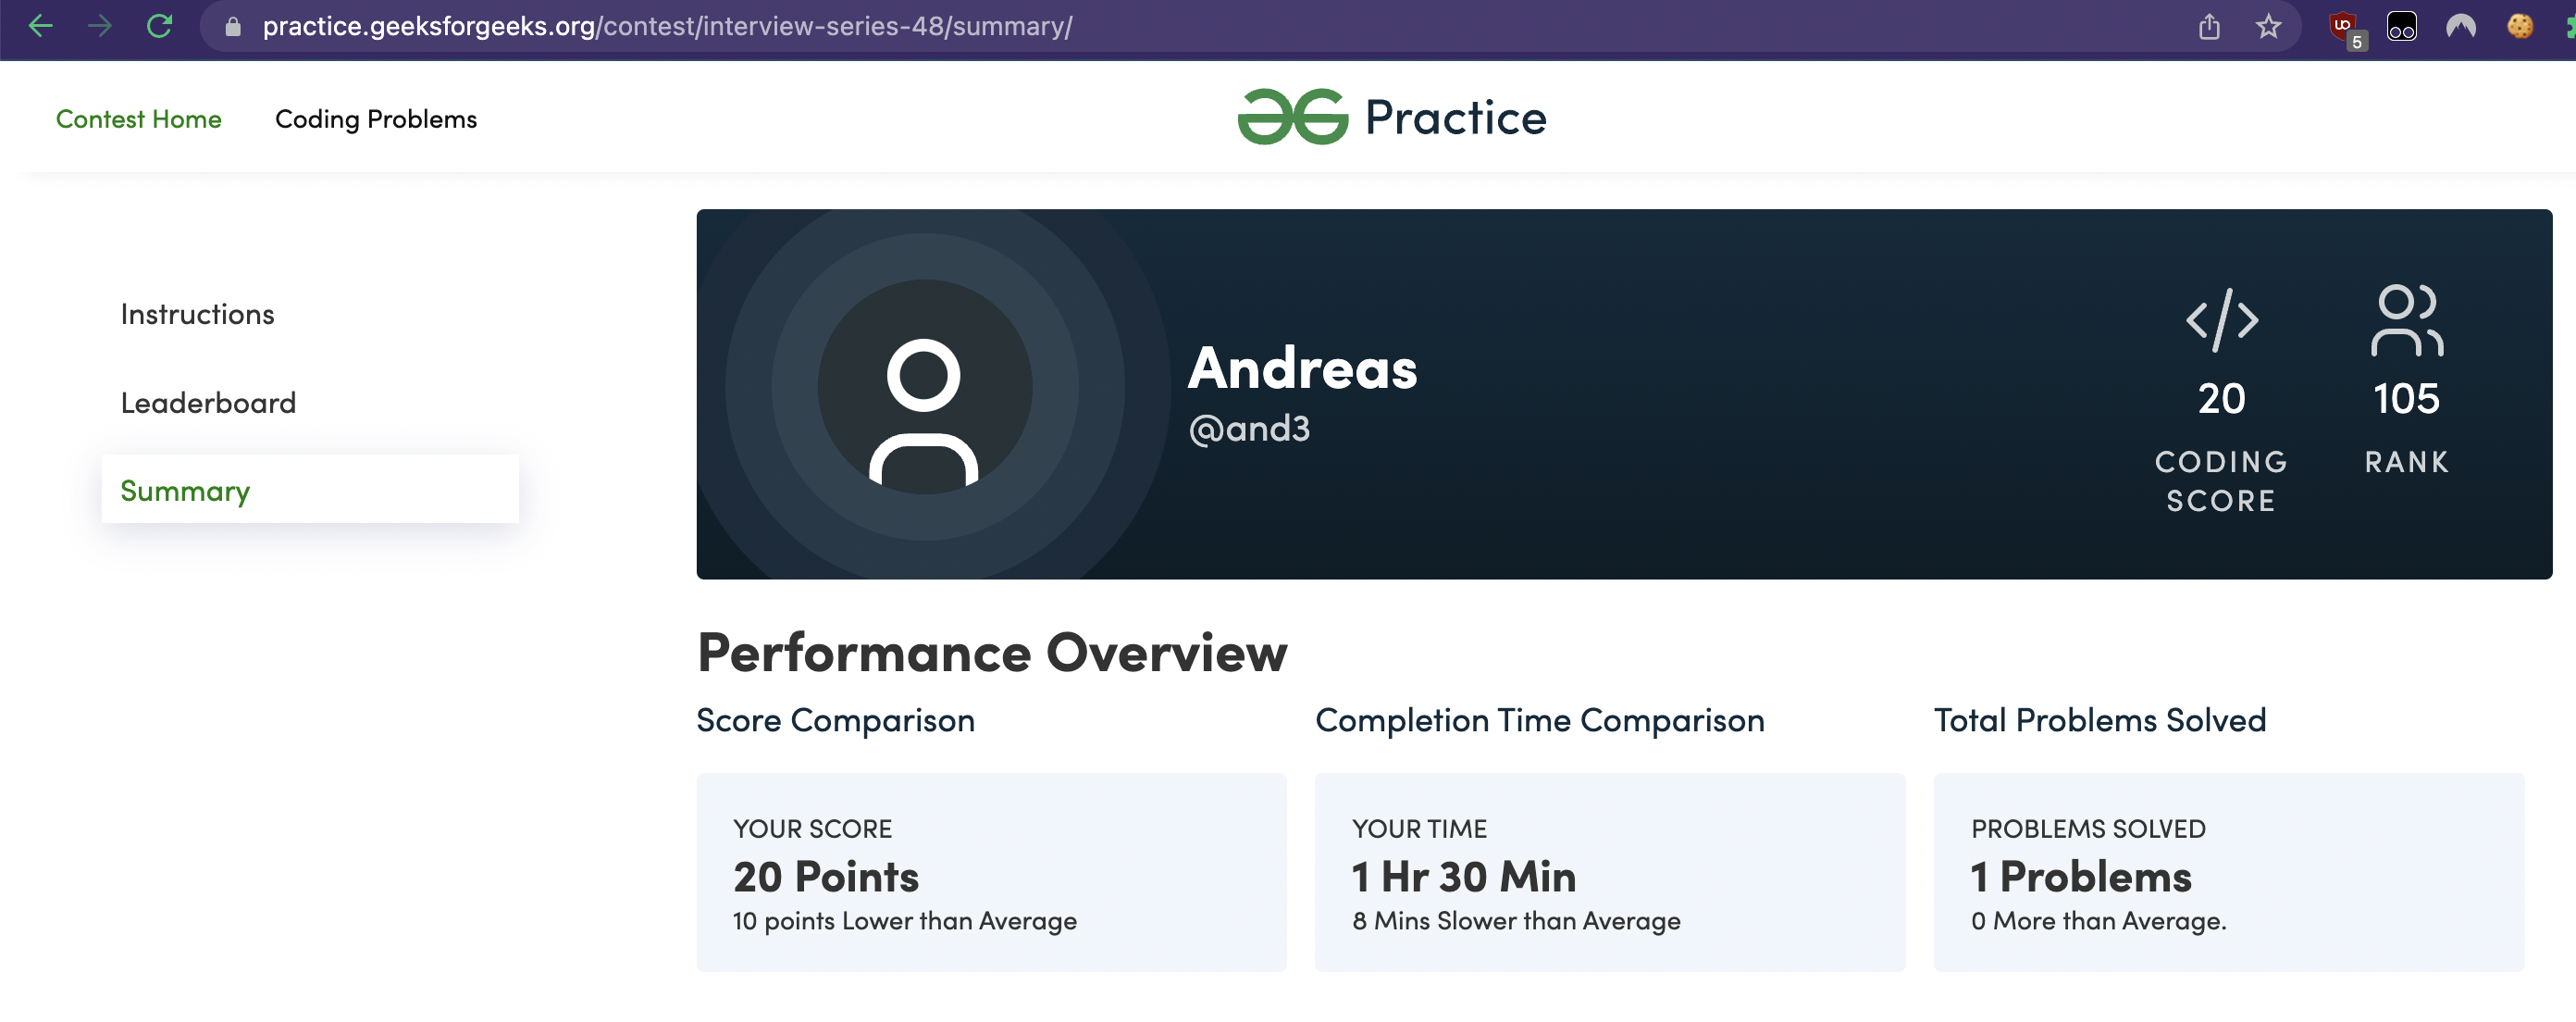 practice.geeksforgeeks.org/contest/interview-series-48/summary/
5
Contest Home
Coding Problems
Practice
Instructions
Leaderboard
Summary
Andreas
@and3
20
CODING
SCORE
105
RANK
Performance Overview
Score Comparison
YOUR SCORE
20 Points
10 points Lower than Average
Completion Time Comparison
YOUR TIME
1 Hr 30 Min
8 Mins Slower than Average
Total Problems Solved
PROBLEMS SOLVED
1 Problems
0 More than Average.